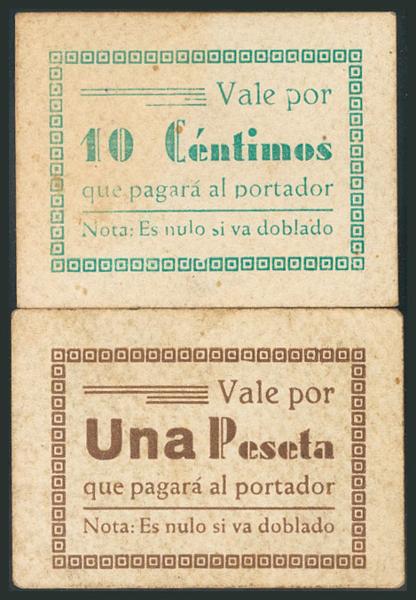 Vale por
10 Céntimos
que pagará al portador
Nota: Es nulo si va doblado
Vale por
Una Peseta
que pagará al portador
Nota: Es nulo si va doblado